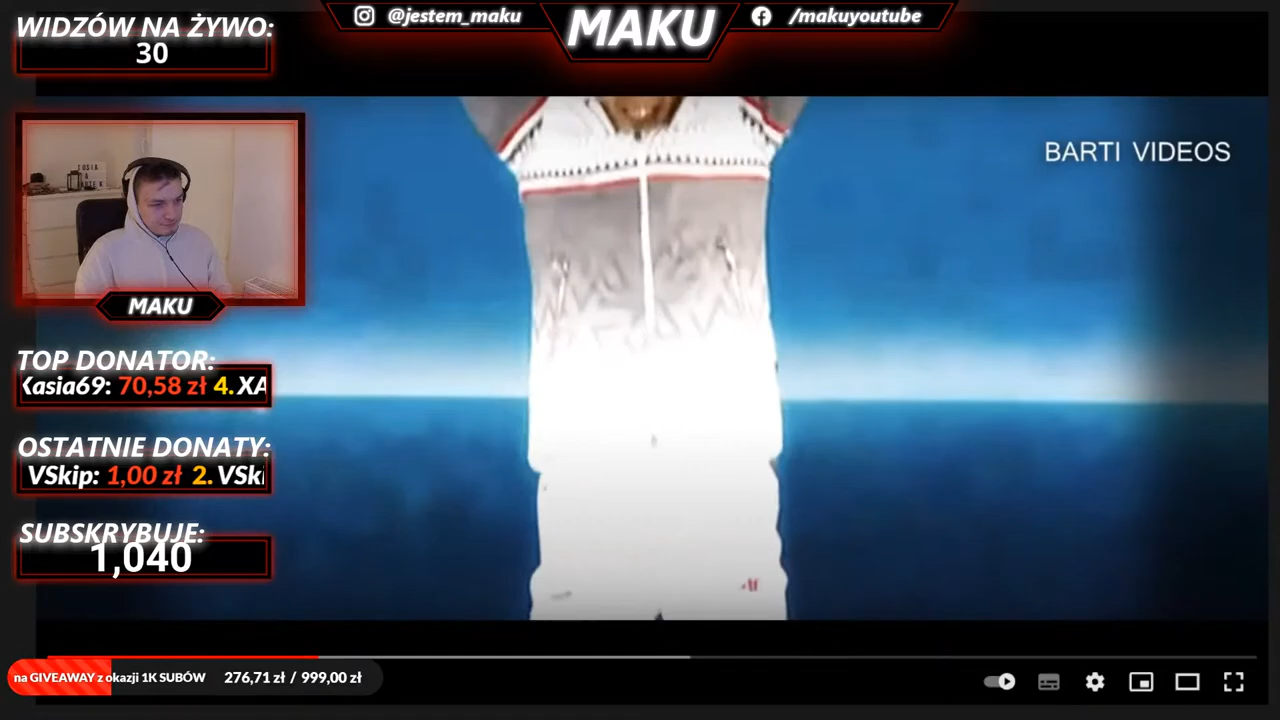 WIDZÓW NA ŻYWO:
30
@jestem_maku
MAKU
/makuyoutube
BARTI VIDEOS
MAKU
TOP DONATOR:
Kasia69: 70,58 zł 4. XA
OSTATNIE DONATY:
VSkip: 1,00 zł 2. VSki
SUBSKRYBUJE:
1,040
na GIVEAWAY z okazji 1K SUBÓW 276,71 zł / 999,00 zł